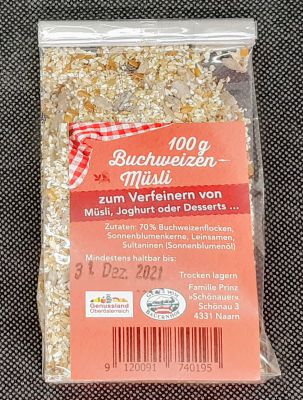 100 g
Buchweizen-
Müsli
zum Verfeinern von
Müsli, Joghurt oder Desserts ...
Zutaten: 70% Buchweizenflocken,
Sonnenblumenkerne, Leinsamen,
Sultaninen (Sonnenblumenöl)
Mindestens haltbar bis:
31. Dez. 2021
Trocken lagern
Familie Prinz
»Schönauer«
Schönau 3
4331 Naarn
Genussland
Oberösterreich
BAUERNHOF
9 120091 740195